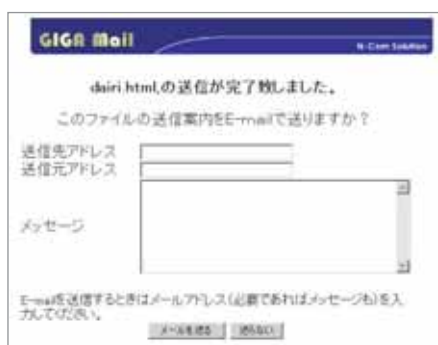 GIGA Mail
N-Com Solution
dairi.html,の送信が完了致しました。
このファイルの送信案内をE-mailで送りますか？
送信先アドレス
送信元アドレス
メッセージ
E-mailを送信するときはメールアドレス(必要であればメッセージも)を入
力してください。
メールを送る 送らない